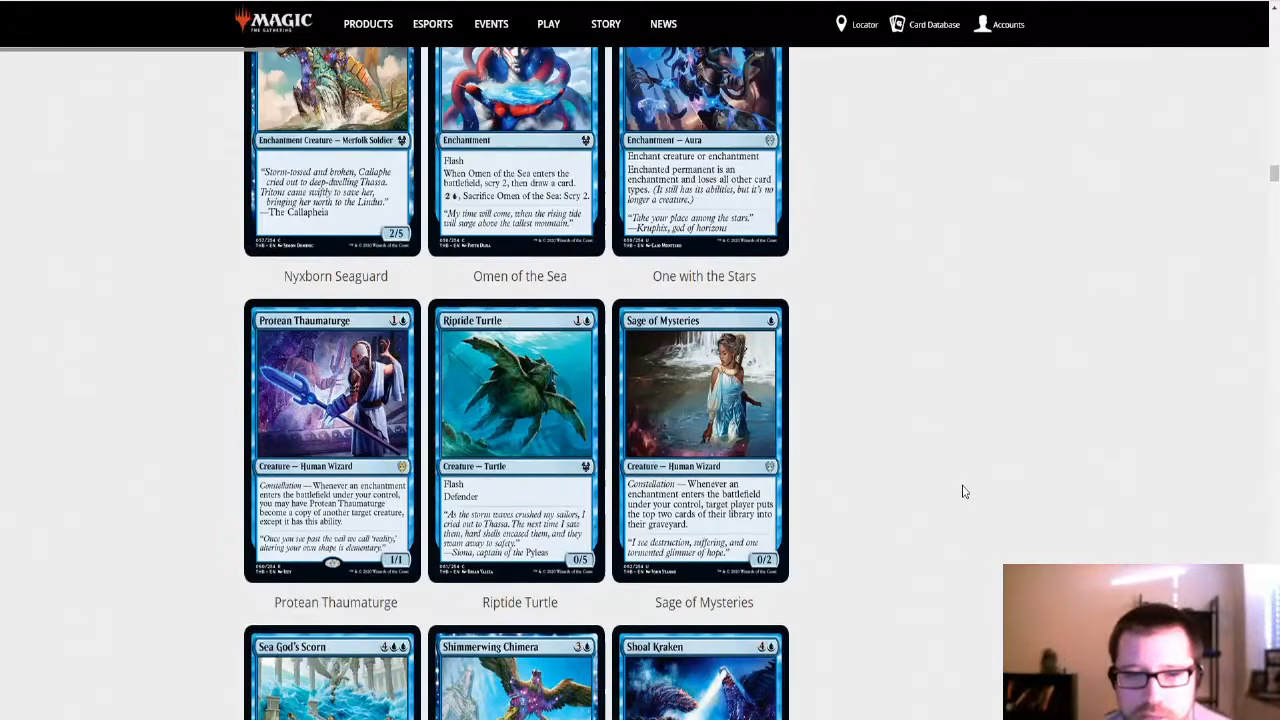 MAGIC
THE GATHERING
PRODUCTS
ESPORTS
EVENTS
PLAY
STORY
NEWS
Locator
Card Database
Accounts
Enchantment Creature — Merfolk Soldier
"Storm-tossed and broken, Callaphe
cried out to deep-dwelling Thassa.
Tritons came swiftly to save her,
bringing her north to the Lindus."
—The Callapheia
2/5
Nyxborn Seaguard
Enchantment
Flash
When Omen of the Sea enters the
battlefield, scry 2, then draw a card.
2, Sacrifice Omen of the Sea: Scry 2.
"My time will come, when the rising tide
will surge above the tallest mountain."
Omen of the Sea
Enchantment — Aura
Enchant creature or enchantment
Enchanted permanent is an
enchantment and loses all other card
types. (It still has its abilities, but it's no
longer a creature.)
"Take your place among the stars."
—Kruphix, god of horizons
One with the Stars
Protean Thaumaturge 1
Creature — Human Wizard
Constellation — Whenever an enchantment
enters the battlefield under your control,
you may have Protean Thaumaturge
become a copy of another target creature,
except it has this ability.
"Once you see past the veil we call 'reality,'
altering your own shape is elementary."
1/1
Protean Thaumaturge
Riptide Turtle 1
Creature — Turtle
Flash
Defender
"As the storm waves crushed my sailors, I
cried out to Thassa. The next time I saw
them, hard shells encased them, and they
swam away to safety."
—Siona, captain of the Pyleas
0/5
Riptide Turtle
Sage of Mysteries
Creature — Human Wizard
Constellation — Whenever an
enchantment enters the battlefield
under your control, target player puts
the top two cards of their library into
their graveyard.
"I see destruction, suffering, and one
tormented glimmer of hope."
0/2
Sage of Mysteries
Sea God's Scorn 4
Shimmerwing Chimera 3
Shoal Kraken 4